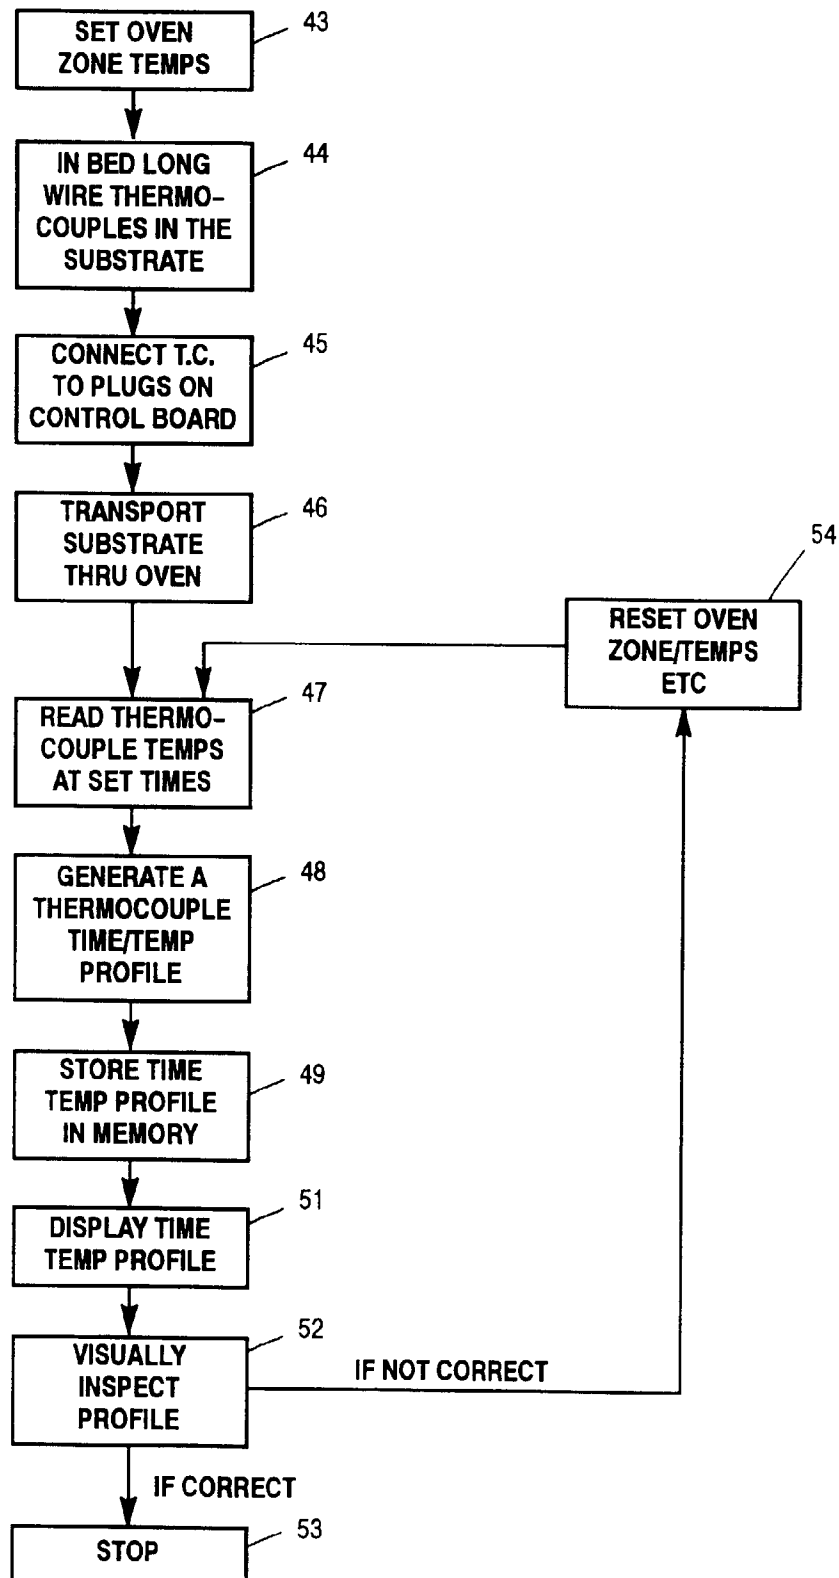 SET OVEN
ZONE TEMPS
43
IN BED LONG
WIRE THERMO-
COUPLES IN THE
SUBSTRATE
44
CONNECT T.C.
TO PLUGS ON
CONTROL BOARD
45
TRANSPORT
SUBSTRATE
THRU OVEN
46
54
RESET OVEN
ZONE/TEMPS
ETC
READ THERMO-
COUPLE TEMPS
AT SET TIMES
47
GENERATE A
THERMOCOUPLE
TIME/TEMP
PROFILE
48
STORE TIME
TEMP PROFILE
IN MEMORY
49
DISPLAY TIME
TEMP PROFILE
51
VISUALLY
INSPECT
PROFILE
52
IF NOT CORRECT
IF CORRECT
STOP
53